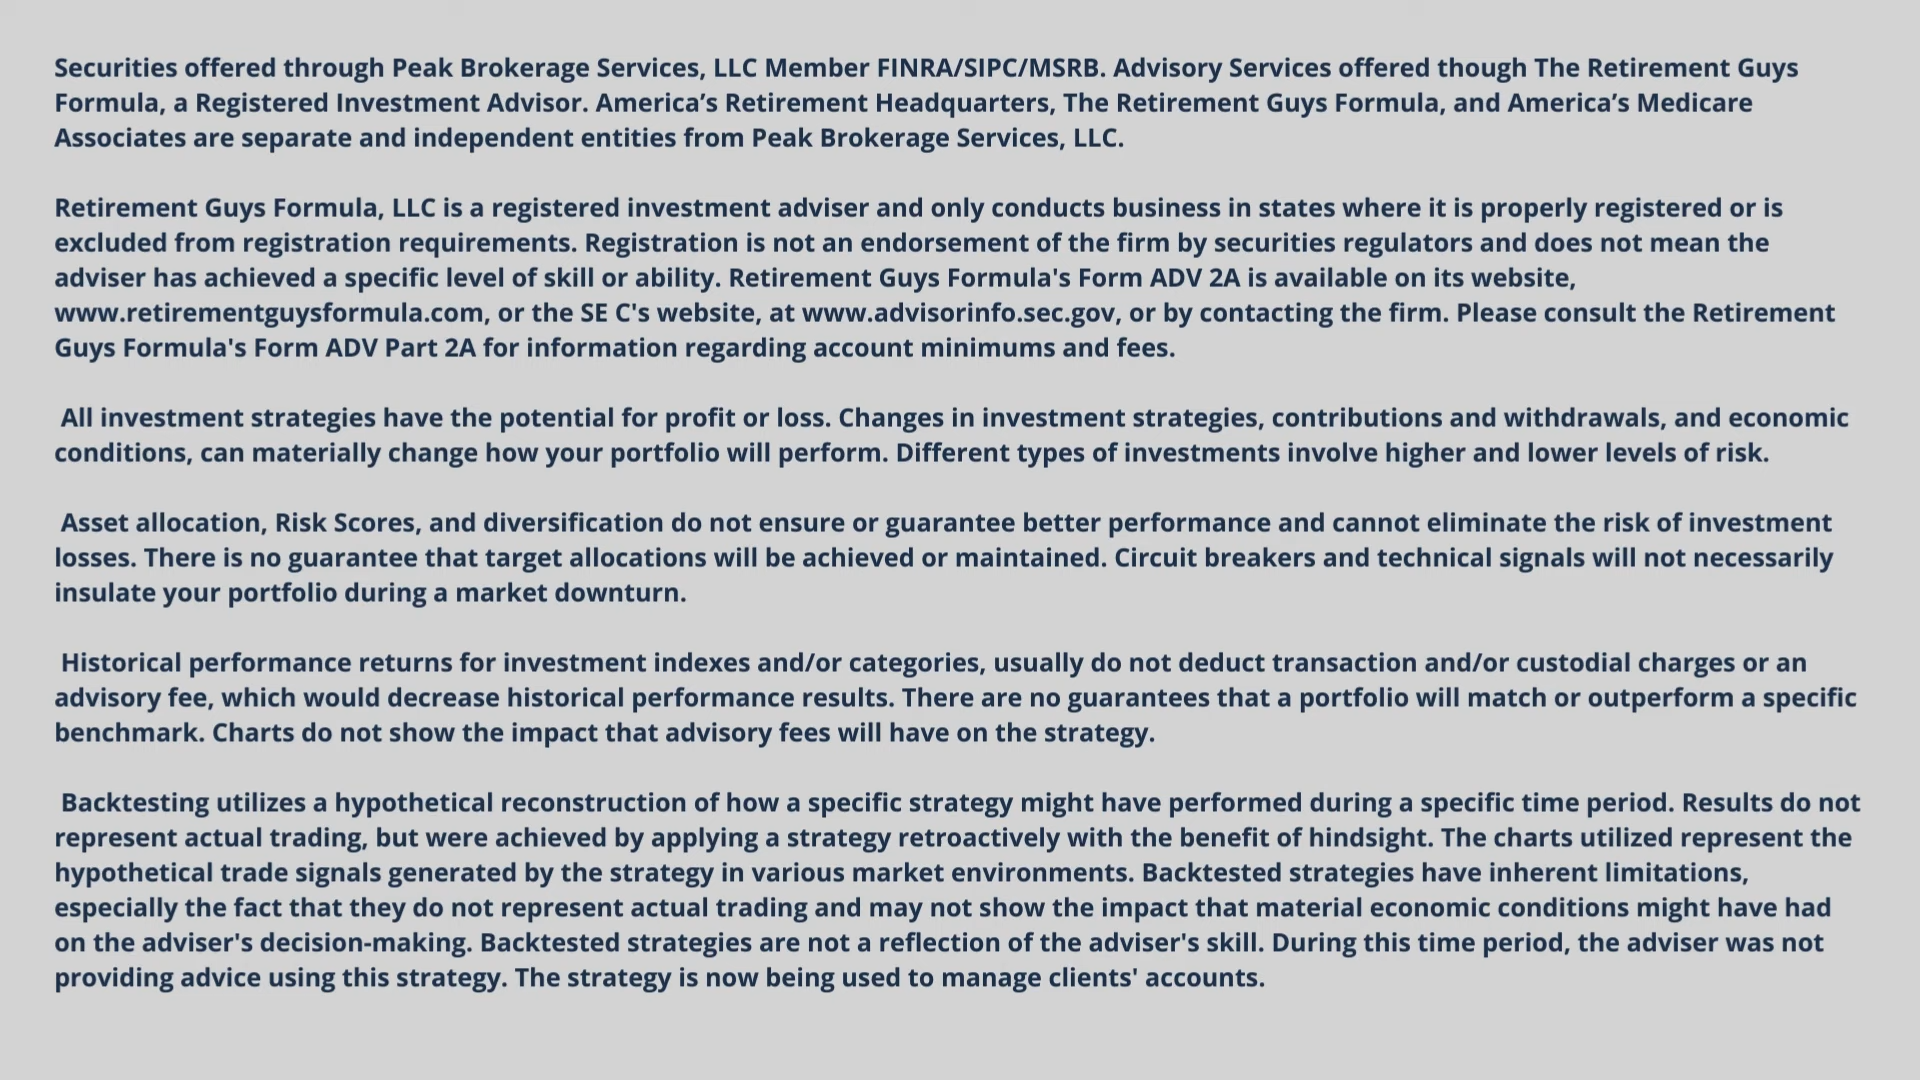 Securities offered through Peak Brokerage Services, LLC Member FINRA/SIPC/MSRB. Advisory Services offered though The Retirement Guys
Formula, a Registered Investment Advisor. America’s Retirement Headquarters, The Retirement Guys Formula, and America’s Medicare
Associates are separate and independent entities from Peak Brokerage Services, LLC.
Retirement Guys Formula, LLC is a registered investment adviser and only conducts business in states where it is properly registered or is
excluded from registration requirements. Registration is not an endorsement of the firm by securities regulators and does not mean the
adviser has achieved a specific level of skill or ability. Retirement Guys Formula's Form ADV 2A is available on its website,
www.retirementguysformula.com, or the SE C's website, at www.advisorinfo.sec.gov, or by contacting the firm. Please consult the Retirement
Guys Formula's Form ADV Part 2A for information regarding account minimums and fees.
All investment strategies have the potential for profit or loss. Changes in investment strategies, contributions and withdrawals, and economic
conditions, can materially change how your portfolio will perform. Different types of investments involve higher and lower levels of risk.
Asset allocation, Risk Scores, and diversification do not ensure or guarantee better performance and cannot eliminate the risk of investment
losses. There is no guarantee that target allocations will be achieved or maintained. Circuit breakers and technical signals will not necessarily
insulate your portfolio during a market downturn.
Historical performance returns for investment indexes and/or categories, usually do not deduct transaction and/or custodial charges or an
advisory fee, which would decrease historical performance results. There are no guarantees that a portfolio will match or outperform a specific
benchmark. Charts do not show the impact that advisory fees will have on the strategy.
Backtesting utilizes a hypothetical reconstruction of how a specific strategy might have performed during a specific time period. Results do not
represent actual trading, but were achieved by applying a strategy retroactively with the benefit of hindsight. The charts utilized represent the
hypothetical trade signals generated by the strategy in various market environments. Backtested strategies have inherent limitations,
especially the fact that they do not represent actual trading and may not show the impact that material economic conditions might have had
on the adviser's decision-making. Backtested strategies are not a reflection of the adviser's skill. During this time period, the adviser was not
providing advice using this strategy. The strategy is now being used to manage clients' accounts.